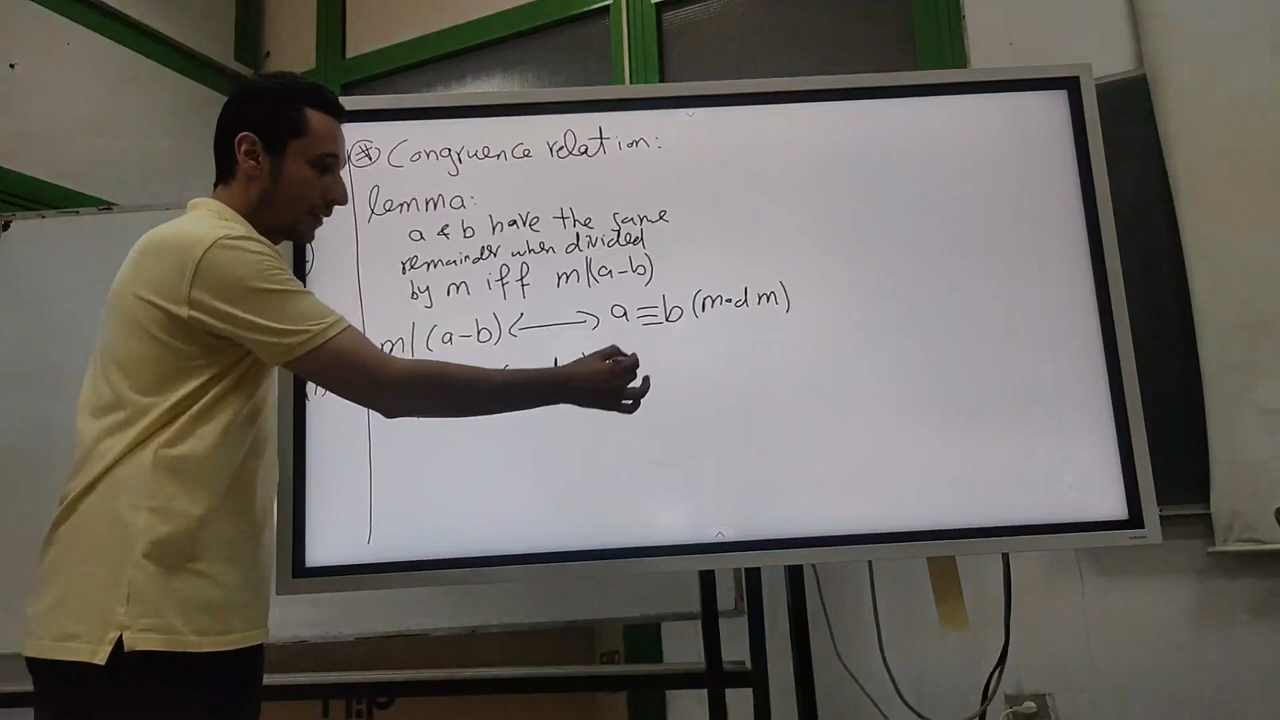 ⊛ Congruence relation:
lemma:
a & b have the same
remainder when divided
by m iff m|(a-b)
m|(a-b) ⟷ a≡b (mod m)